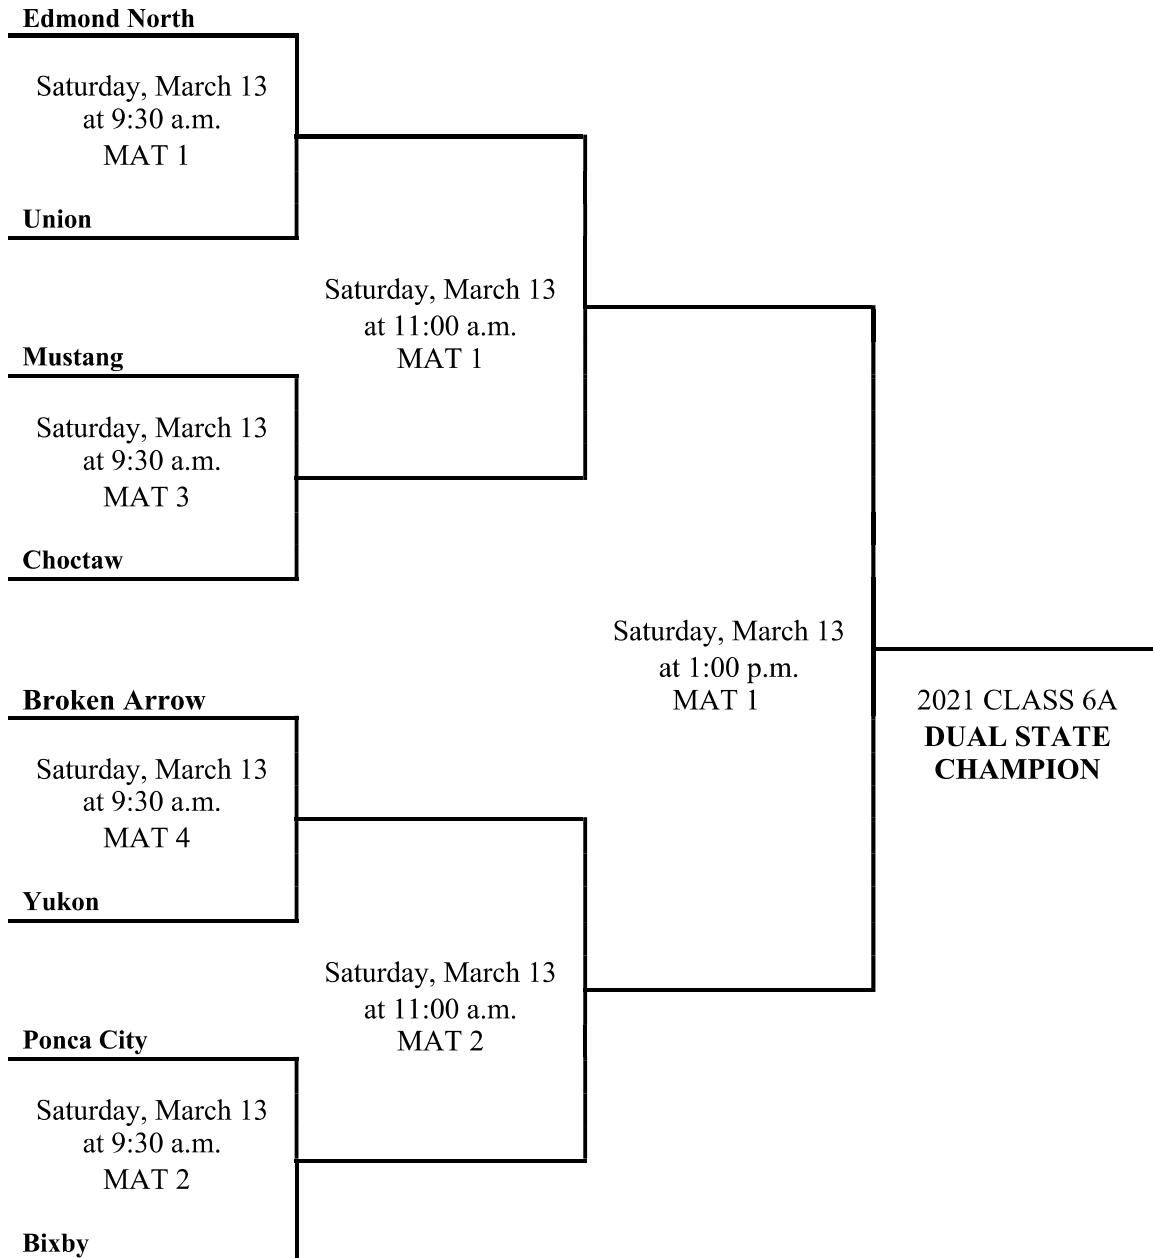 Edmond North
Saturday, March 13
at 9:30 a.m.
MAT 1
Union
Saturday, March 13
at 11:00 a.m.
MAT 1
Mustang
Saturday, March 13
at 9:30 a.m.
MAT 3
Choctaw
Saturday, March 13
at 1:00 p.m.
MAT 1
2021 CLASS 6A
DUAL STATE
CHAMPION
Broken Arrow
Saturday, March 13
at 9:30 a.m.
MAT 4
Yukon
Saturday, March 13
at 11:00 a.m.
MAT 2
Ponca City
Saturday, March 13
at 9:30 a.m.
MAT 2
Bixby